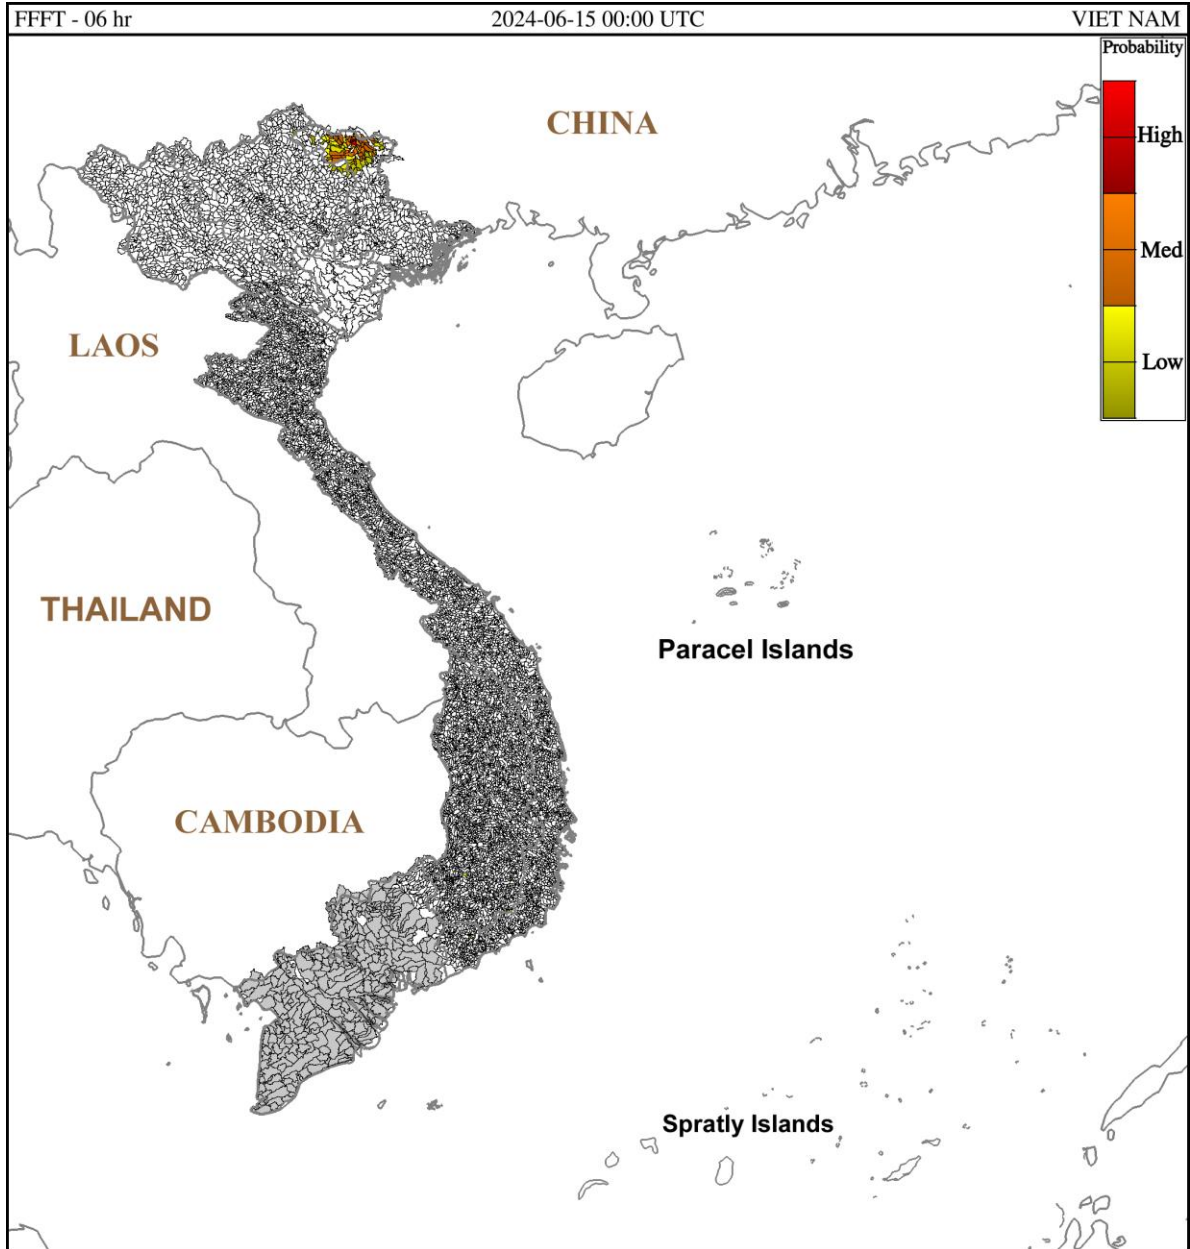 FFFT - 06 hr 2024-06-15 00:00 UTC VIET NAM
Probability
CHINA
High
Med
LAOS
Low
THAILAND
Paracel Islands
CAMBODIA
Spratly Islands